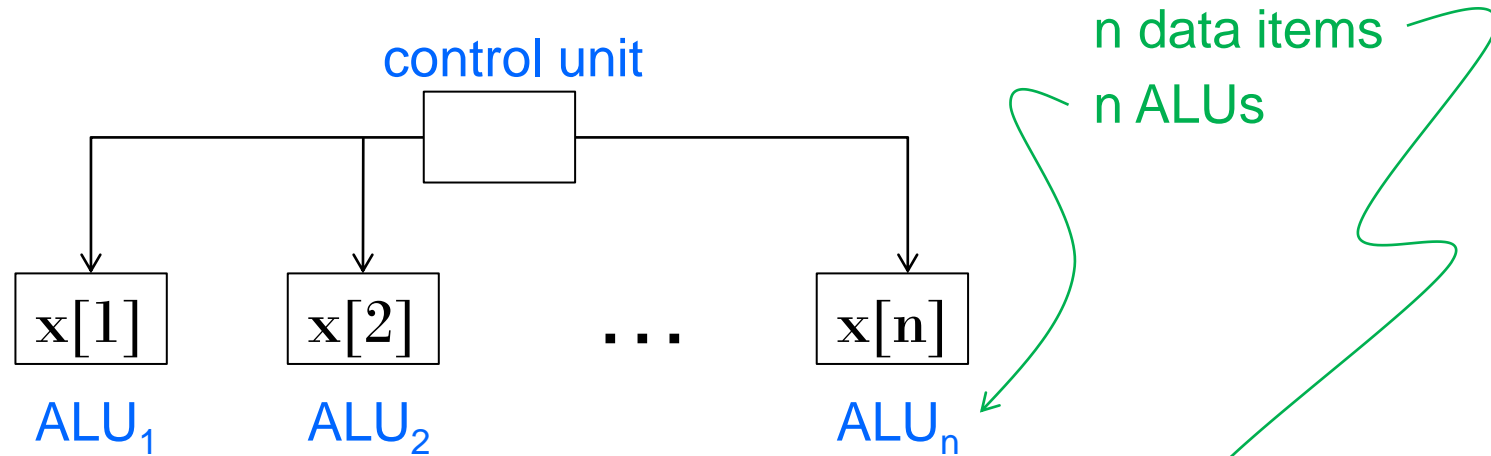 n data items
control unit
n ALUs
x[1] x[2] ... x[n]
ALU1 ALU2 ALUn